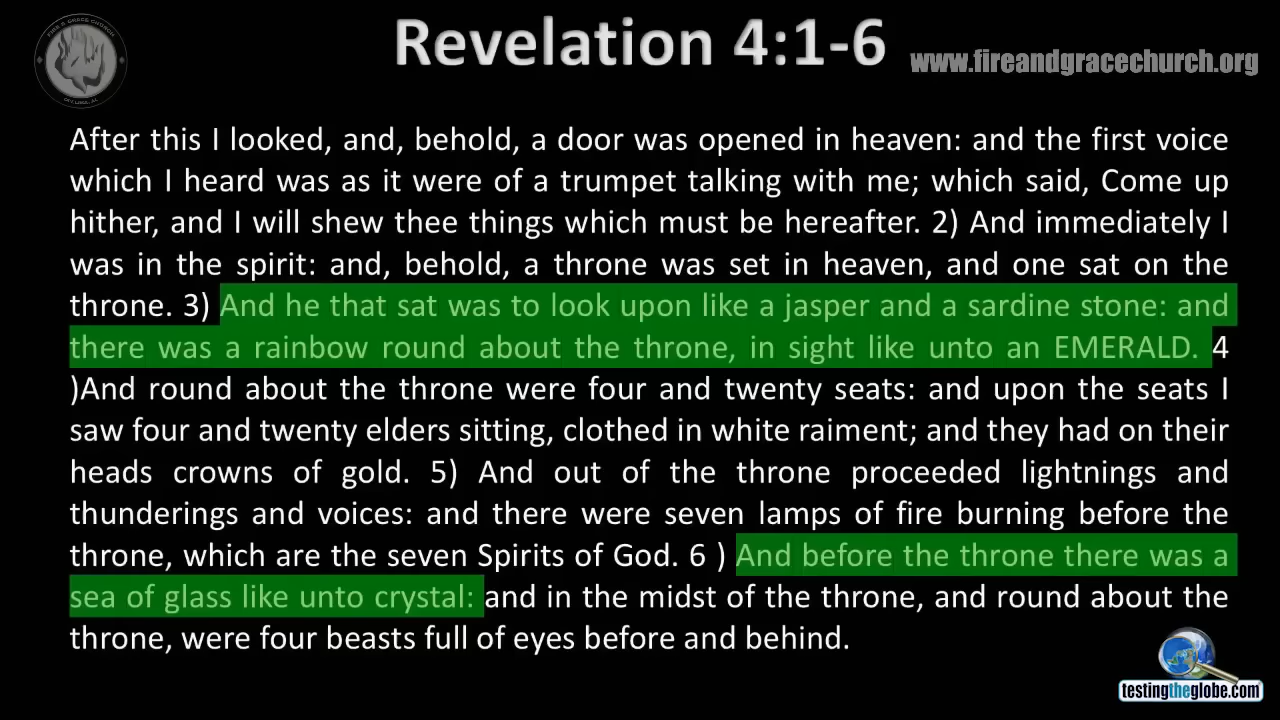 Revelation 4:1-6
www.fireandgracechurch.org
FIRE & GRACE CHURCH
After this I looked, and, behold, a door was opened in heaven: and the first voice
which I heard was as it were of a trumpet talking with me; which said, Come up
hither, and I will shew thee things which must be hereafter. 2) And immediately I
was in the spirit: and, behold, a throne was set in heaven, and one sat on the
throne. 3) And he that sat was to look upon like a jasper and a sardine stone: and
there was a rainbow round about the throne, in sight like unto an EMERALD. 4
)And round about the throne were four and twenty seats: and upon the seats I
saw four and twenty elders sitting, clothed in white raiment; and they had on their
heads crowns of gold. 5) And out of the throne proceeded lightnings and
thunderings and voices: and there were seven lamps of fire burning before the
throne, which are the seven Spirits of God. 6 ) And before the throne there was a
sea of glass like unto crystal: and in the midst of the throne, and round about the
throne, were four beasts full of eyes before and behind.
testingtheglobe.com